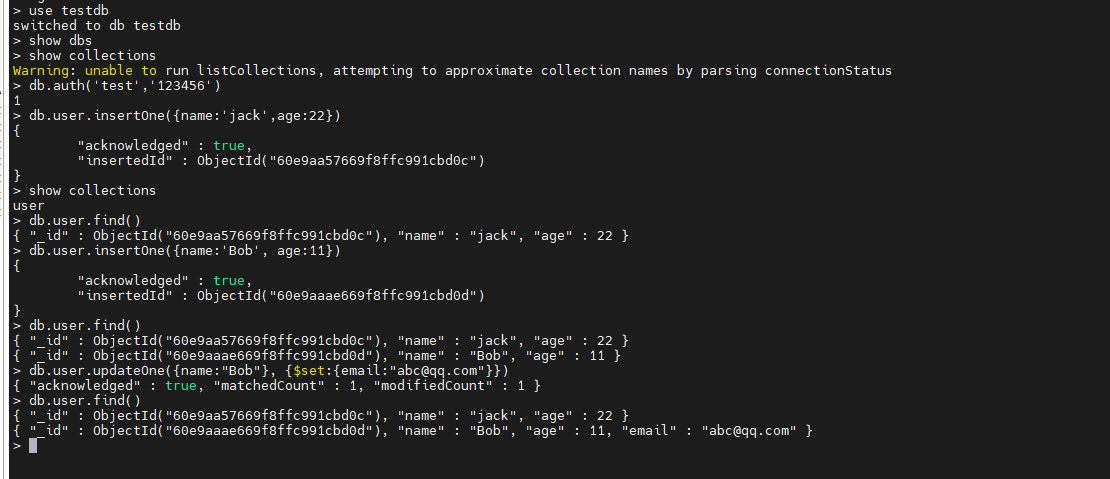 > use testdb
switched to db testdb
> show dbs
> show collections
Warning: unable to run listCollections, attempting to approximate collection names by parsing connectionStatus
> db.auth('test','123456')
1
> db.user.insertOne({name:'jack',age:22})
{
        "acknowledged" : true,
        "insertedId" : ObjectId("60e9aa57669f8ffc991cbd0c")
}
> show collections
user
> db.user.find()
{ "_id" : ObjectId("60e9aa57669f8ffc991cbd0c"), "name" : "jack", "age" : 22 }
> db.user.insertOne({name:'Bob', age:11})
{
        "acknowledged" : true,
        "insertedId" : ObjectId("60e9aaae669f8ffc991cbd0d")
}
> db.user.find()
{ "_id" : ObjectId("60e9aa57669f8ffc991cbd0c"), "name" : "jack", "age" : 22 }
{ "_id" : ObjectId("60e9aaae669f8ffc991cbd0d"), "name" : "Bob", "age" : 11 }
> db.user.updateOne({name:"Bob"}, {$set:{email:"abc@qq.com"}})
{ "acknowledged" : true, "matchedCount" : 1, "modifiedCount" : 1 }
> db.user.find()
{ "_id" : ObjectId("60e9aa57669f8ffc991cbd0c"), "name" : "jack", "age" : 22 }
{ "_id" : ObjectId("60e9aaae669f8ffc991cbd0d"), "name" : "Bob", "age" : 11, "email" : "abc@qq.com" }
>